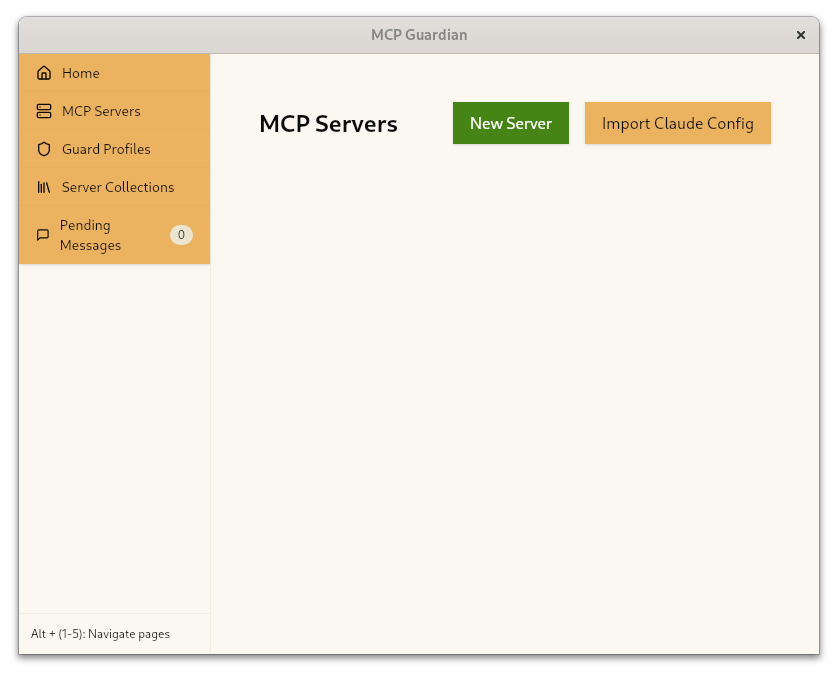 MCP Guardian
Home
MCP Servers
Guard Profiles
Server Collections
Pending
Messages
0
Alt + (1-5): Navigate pages
MCP Servers
New Server
Import Claude Config